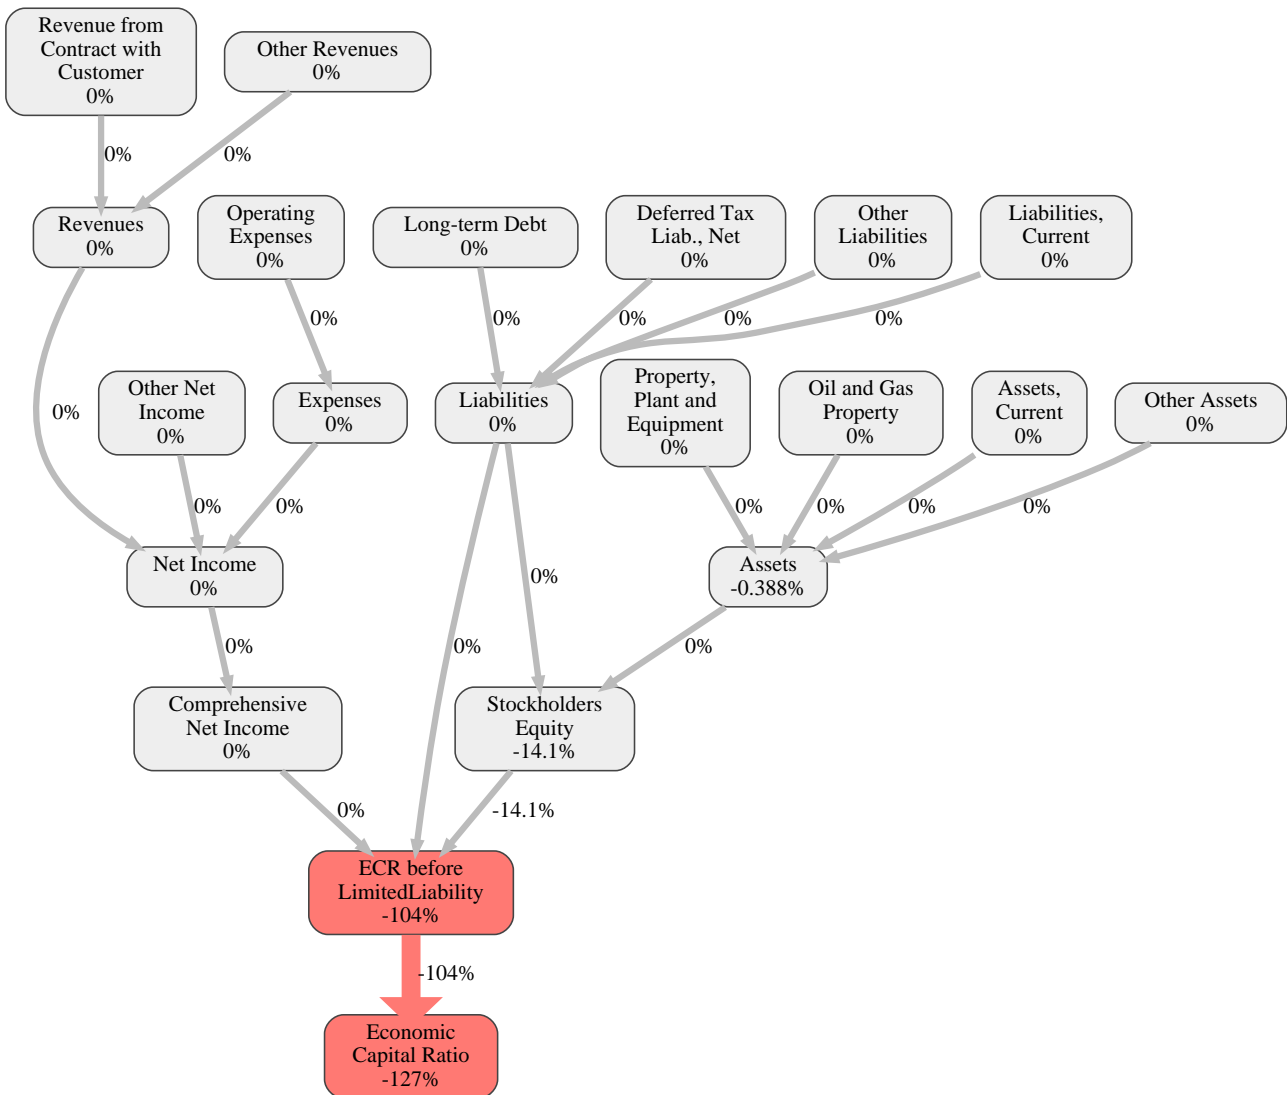 Revenue from
Contract with
Customer
0%
Other Revenues
0%
0%
0%
Revenues
0%
Operating
Expenses
0%
Long-term Debt
0%
Deferred Tax
Liab., Net
0%
Other
Liabilities
0%
Liabilities,
Current
0%
0%
0%
0%
0%
0%
0%
Other Net
Income
0%
Expenses
0%
Liabilities
0%
Property,
Plant and
Equipment
0%
Oil and Gas
Property
0%
Assets,
Current
0%
Other Assets
0%
0%
0%
0%
0%
0%
0%
Net Income
0%
0%
Assets
-0.388%
0%
0%
0%
Comprehensive
Net Income
0%
Stockholders
Equity
-14.1%
0%
-14.1%
ECR before
LimitedLiability
-104%
-104%
Economic
Capital Ratio
-127%